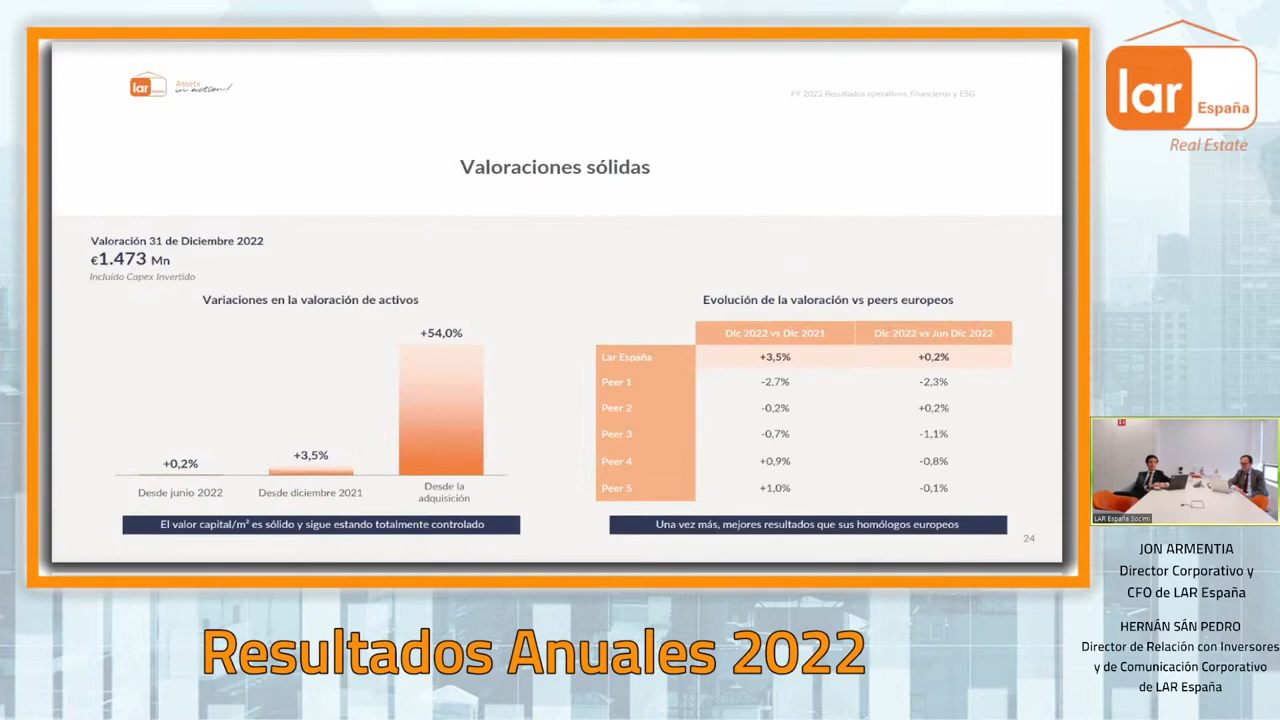 lar
Assets
in action!
FY 2022 Resultados operativos, financieros y ESG
Valoraciones sólidas
Valoración 31 de Diciembre 2022
€1.473 Mn
Incluido Capex Invertido
Variaciones en la valoración de activos
+54,0%
+3,5%
+0,2%
Desde junio 2022
Desde diciembre 2021
Desde la
adquisición
El valor capital/m² es sólido y sigue estando totalmente controlado
Evolución de la valoración vs peers europeos
Dic 2022 vs Dic 2021 Dic 2022 vs Jun Dic 2022
Lar España +3,5% +0,2%
Peer 1 -2,7% -2,3%
Peer 2 -0,2% +0,2%
Peer 3 -0,7% -1,1%
Peer 4 +0,9% -0,8%
Peer 5 +1,0% -0,1%
Una vez más, mejores resultados que sus homólogos europeos
24
lar
España
Real Estate
LAR España Socimi
JON ARMENTIA
Director Corporativo y
CFO de LAR España
HERNÁN SÁN PEDRO
Director de Relación con Inversores
y de Comunicación Corporativo
de LAR España
Resultados Anuales 2022